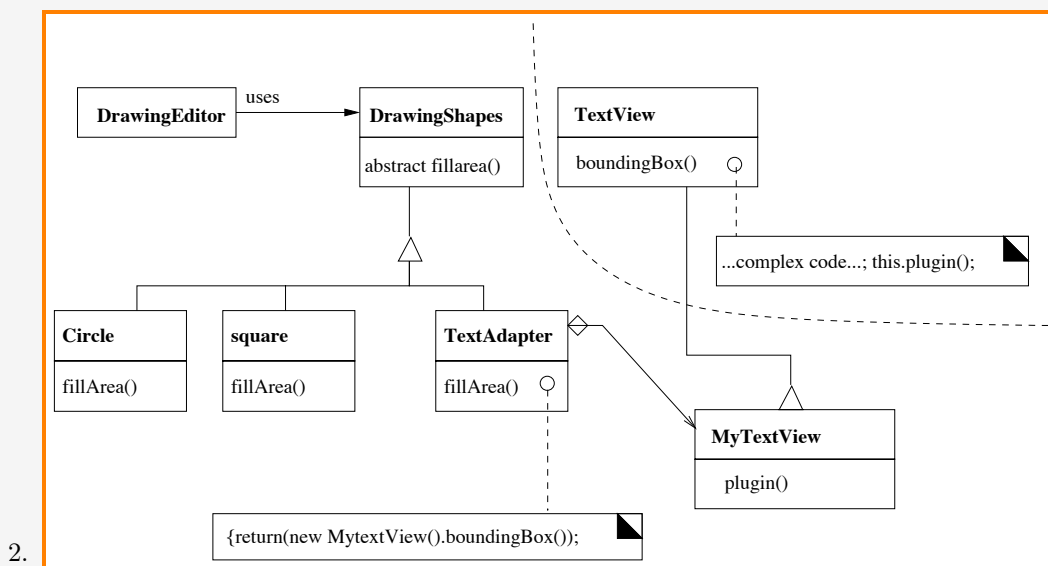 DrawingEditor
uses
DrawingShapes
abstract fillarea()
TextView
boundingBox()
...complex code...; this.plugin();
Circle
fillArea()
square
fillArea()
TextAdapter
fillArea()
MyTextView
plugin()
{return(new MytextView().boundingBox());
2.